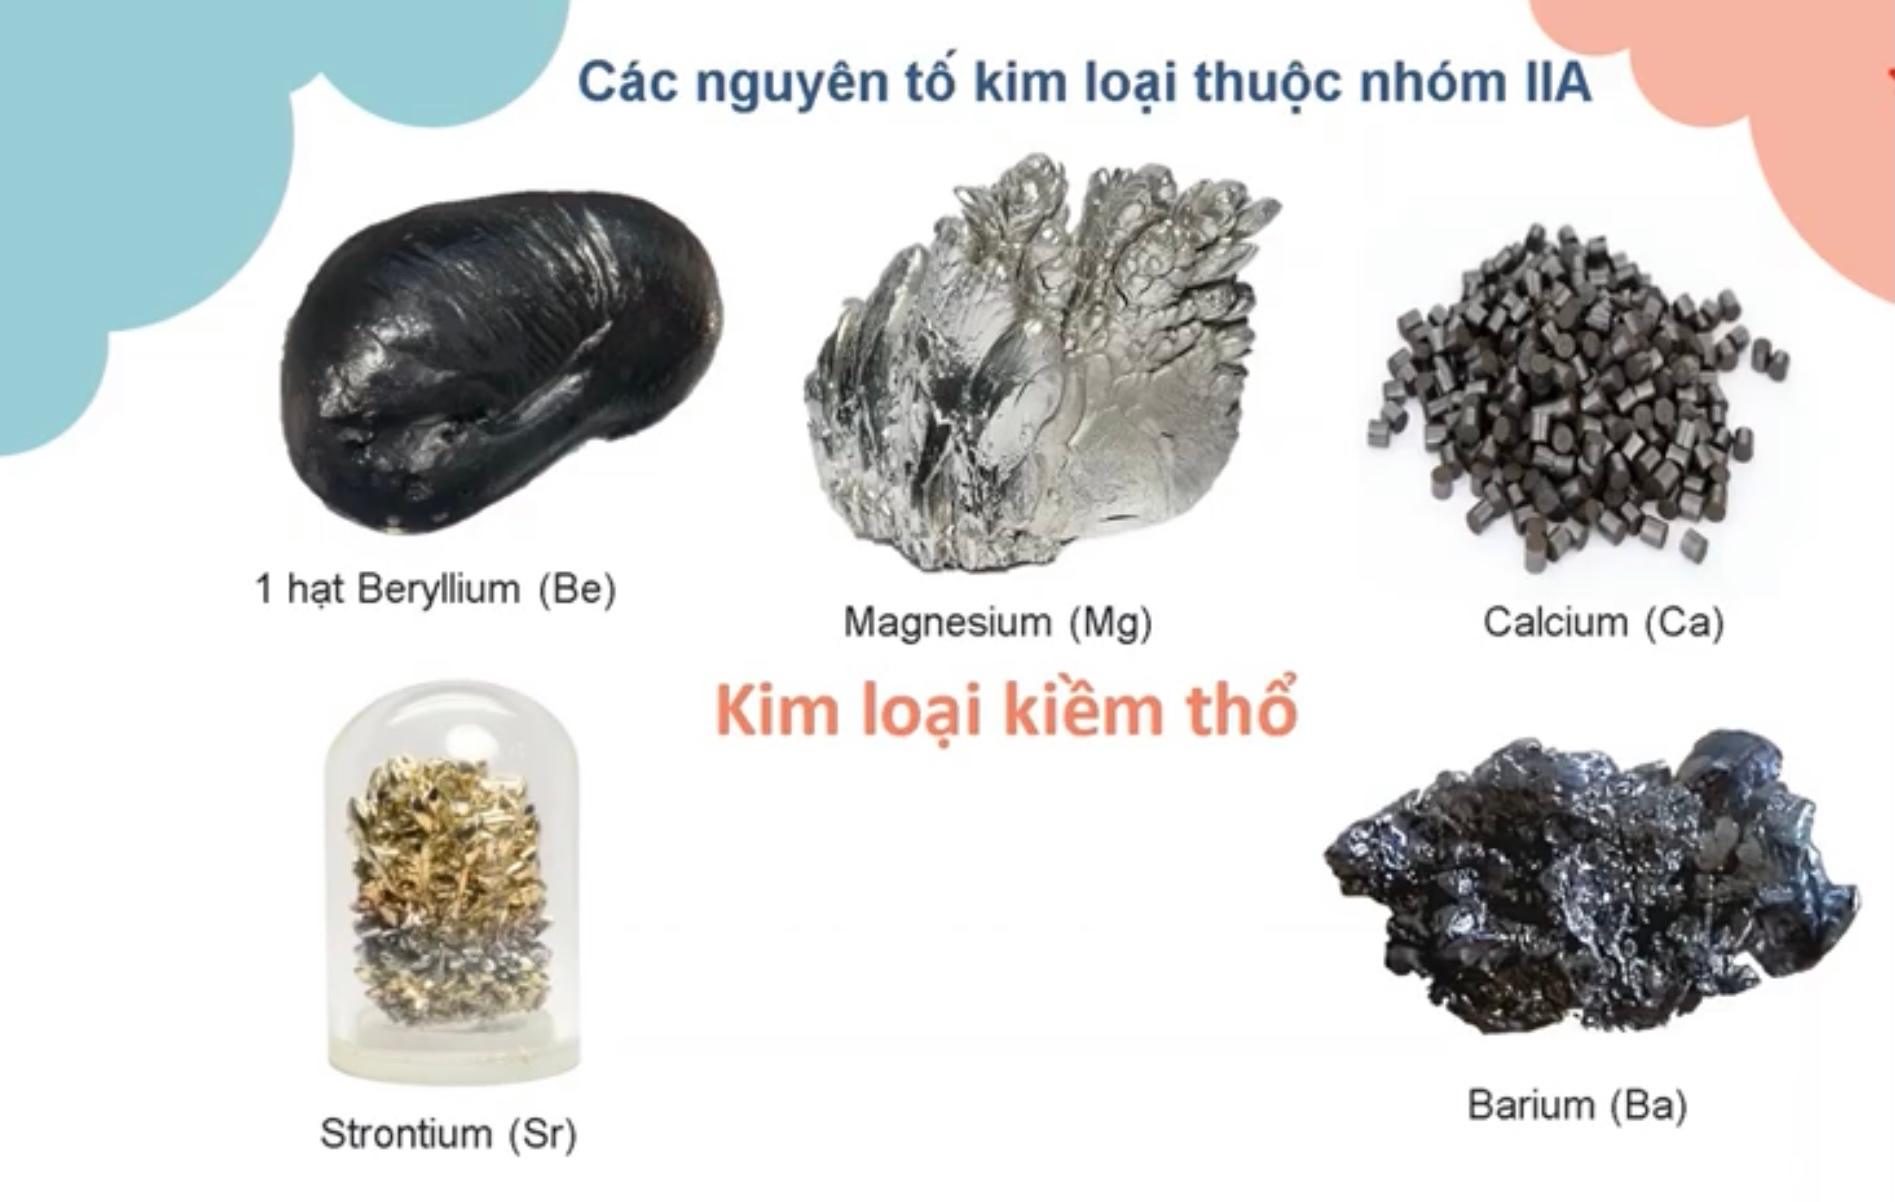 Các nguyên tố kim loại thuộc nhóm IIA
1 hạt Beryllium (Be)
Magnesium (Mg)
Calcium (Ca)
Kim loại kiềm thổ
Strontium (Sr)
Barium (Ba)